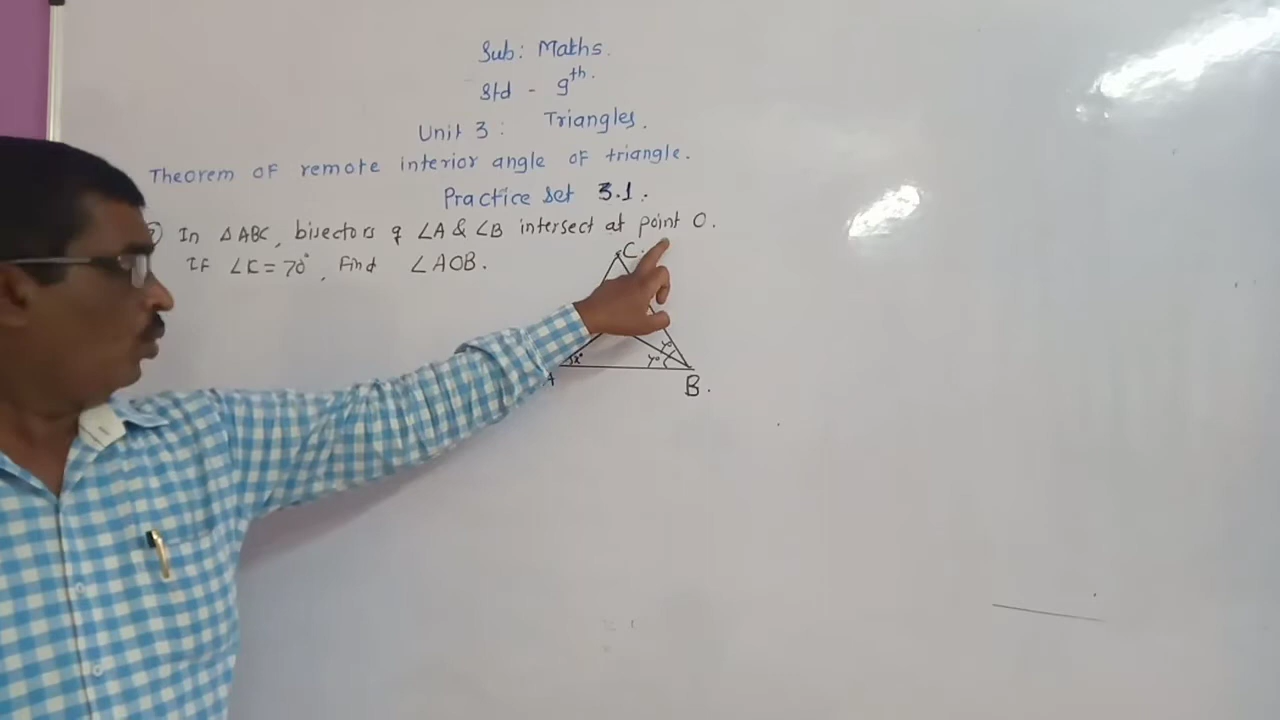 Sub: Maths.
Std - 9th.
Unit 3: Triangles.
Theorem of remote interior angle of triangle.
Practice set 3.1.
) In △ABC, bisectors of ∠A & ∠B intersect at point O.
If ∠C = 70°, Find ∠AOB.
C.
y°
x° y°
A B.